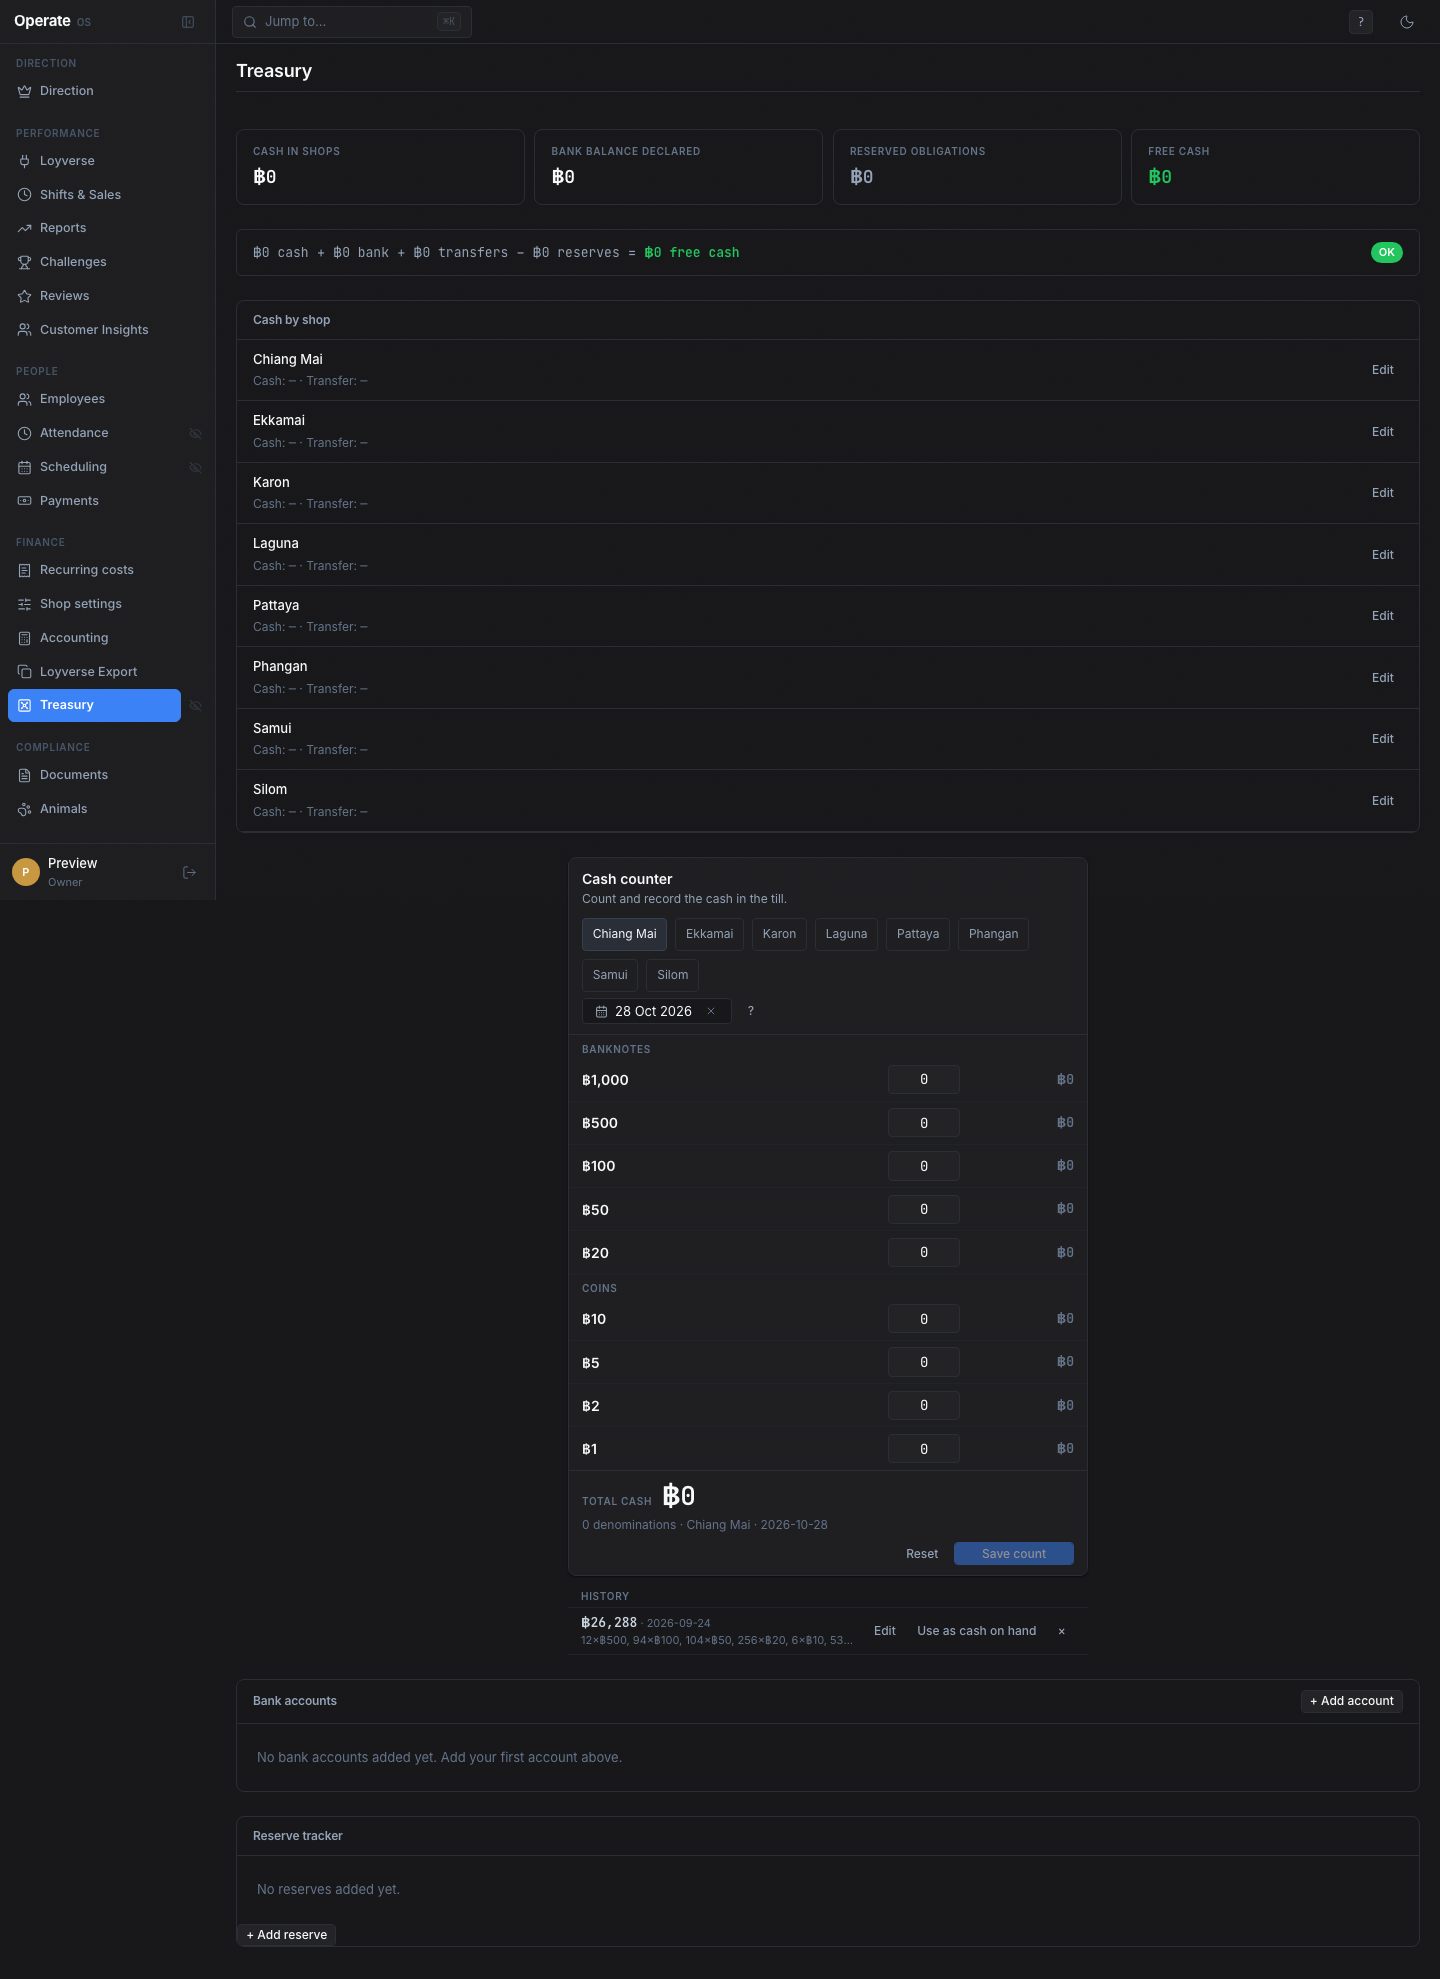 Operate OS
Jump to...
⌘K
?
DIRECTION
Direction
PERFORMANCE
Loyverse
Shifts & Sales
Reports
Challenges
Reviews
Customer Insights
PEOPLE
Employees
Attendance
Scheduling
Payments
FINANCE
Recurring costs
Shop settings
Accounting
Loyverse Export
Treasury
COMPLIANCE
Documents
Animals
P
Preview
Owner
Treasury
CASH IN SHOPS
฿0
BANK BALANCE DECLARED
฿0
RESERVED OBLIGATIONS
฿0
FREE CASH
฿0
฿0 cash + ฿0 bank + ฿0 transfers − ฿0 reserves = ฿0 free cash
OK
Cash by shop
Chiang Mai
Cash: — · Transfer: —
Edit
Ekkamai
Cash: — · Transfer: —
Edit
Karon
Cash: — · Transfer: —
Edit
Laguna
Cash: — · Transfer: —
Edit
Pattaya
Cash: — · Transfer: —
Edit
Phangan
Cash: — · Transfer: —
Edit
Samui
Cash: — · Transfer: —
Edit
Silom
Cash: — · Transfer: —
Edit
Cash counter
Count and record the cash in the till.
Chiang Mai Ekkamai Karon Laguna Pattaya Phangan
Samui Silom
28 Oct 2026 × ?
BANKNOTES
฿1,000 0 ฿0
฿500 0 ฿0
฿100 0 ฿0
฿50 0 ฿0
฿20 0 ฿0
COINS
฿10 0 ฿0
฿5 0 ฿0
฿2 0 ฿0
฿1 0 ฿0
TOTAL CASH ฿0
0 denominations · Chiang Mai · 2026-10-28
Reset Save count
HISTORY
฿26,288 · 2026-09-24
12×฿500, 94×฿100, 104×฿50, 256×฿20, 6×฿10, 53...
Edit Use as cash on hand ×
Bank accounts
+ Add account
No bank accounts added yet. Add your first account above.
Reserve tracker
No reserves added yet.
+ Add reserve